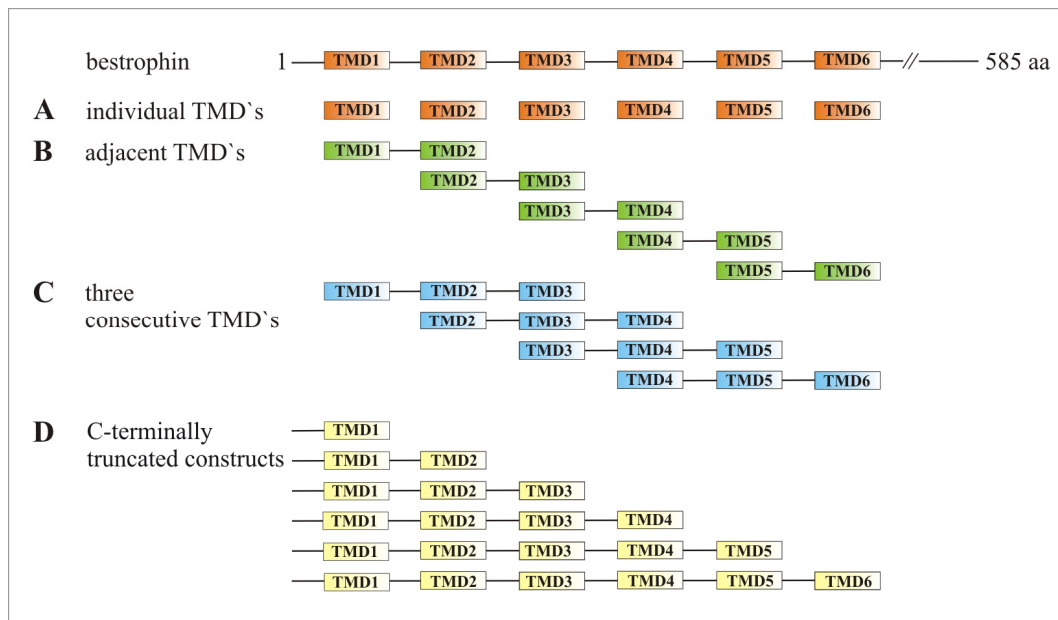 bestrophin 1 TMD1 TMD2 TMD3 TMD4 TMD5 TMD6 // 585 aa
A individual TMD`s TMD1 TMD2 TMD3 TMD4 TMD5 TMD6
B adjacent TMD`s TMD1 TMD2
TMD2 TMD3
TMD3 TMD4
TMD4 TMD5
TMD5 TMD6
C three TMD1 TMD2 TMD3
consecutive TMD`s TMD2 TMD3 TMD4
TMD3 TMD4 TMD5
TMD4 TMD5 TMD6
D C-terminally TMD1
truncated constructs TMD1 TMD2
TMD1 TMD2 TMD3
TMD1 TMD2 TMD3 TMD4
TMD1 TMD2 TMD3 TMD4 TMD5
TMD1 TMD2 TMD3 TMD4 TMD5 TMD6